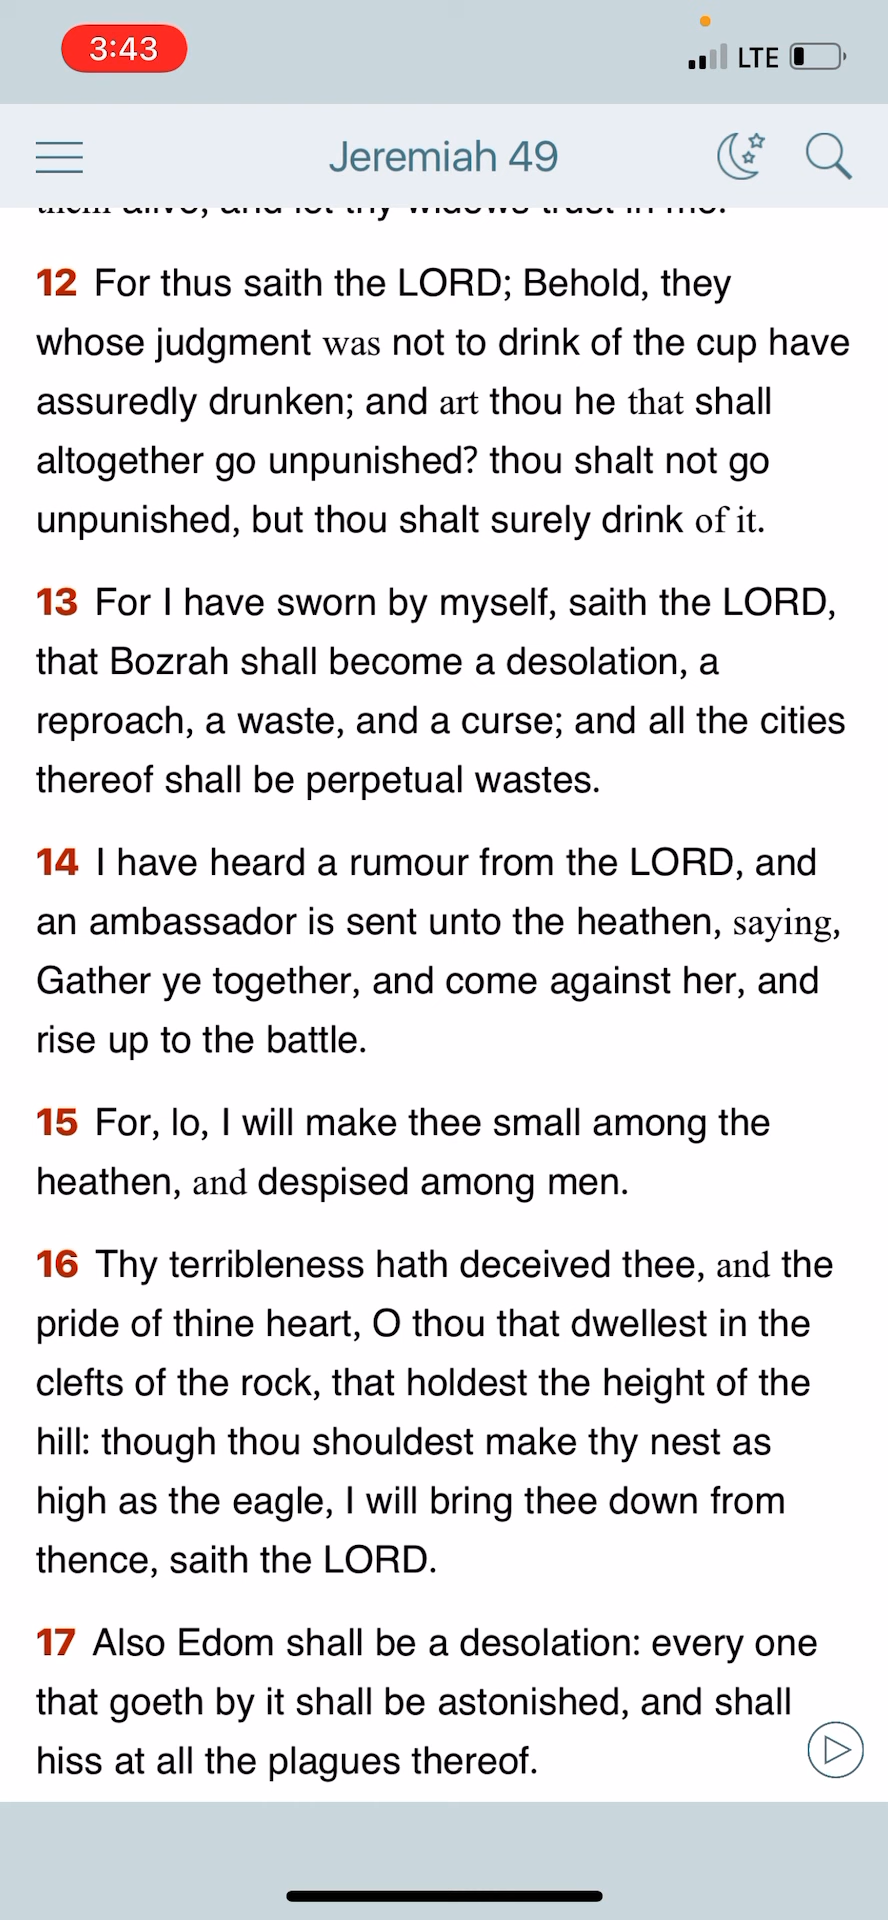 3:43
LTE
Jeremiah 49
them alive; and let thy widows trust in me.
12 For thus saith the LORD; Behold, they
whose judgment was not to drink of the cup have
assuredly drunken; and art thou he that shall
altogether go unpunished? thou shalt not go
unpunished, but thou shalt surely drink of it.
13 For I have sworn by myself, saith the LORD,
that Bozrah shall become a desolation, a
reproach, a waste, and a curse; and all the cities
thereof shall be perpetual wastes.
14 I have heard a rumour from the LORD, and
an ambassador is sent unto the heathen, saying,
Gather ye together, and come against her, and
rise up to the battle.
15 For, lo, I will make thee small among the
heathen, and despised among men.
16 Thy terribleness hath deceived thee, and the
pride of thine heart, O thou that dwellest in the
clefts of the rock, that holdest the height of the
hill: though thou shouldest make thy nest as
high as the eagle, I will bring thee down from
thence, saith the LORD.
17 Also Edom shall be a desolation: every one
that goeth by it shall be astonished, and shall
hiss at all the plagues thereof.